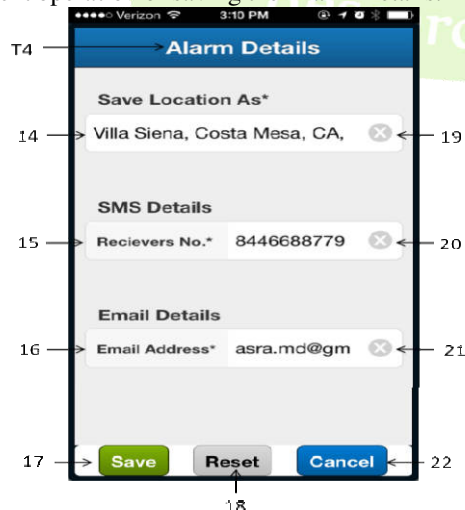 Verizon 3:10 PM
T4 Alarm Details
Save Location As*
14 Villa Siena, Costa Mesa, CA, 19
SMS Details
15 Recievers No.* 8446688779 20
Email Details
16 Email Address* asra.md@gm 21
17 Save Reset Cancel 22
18